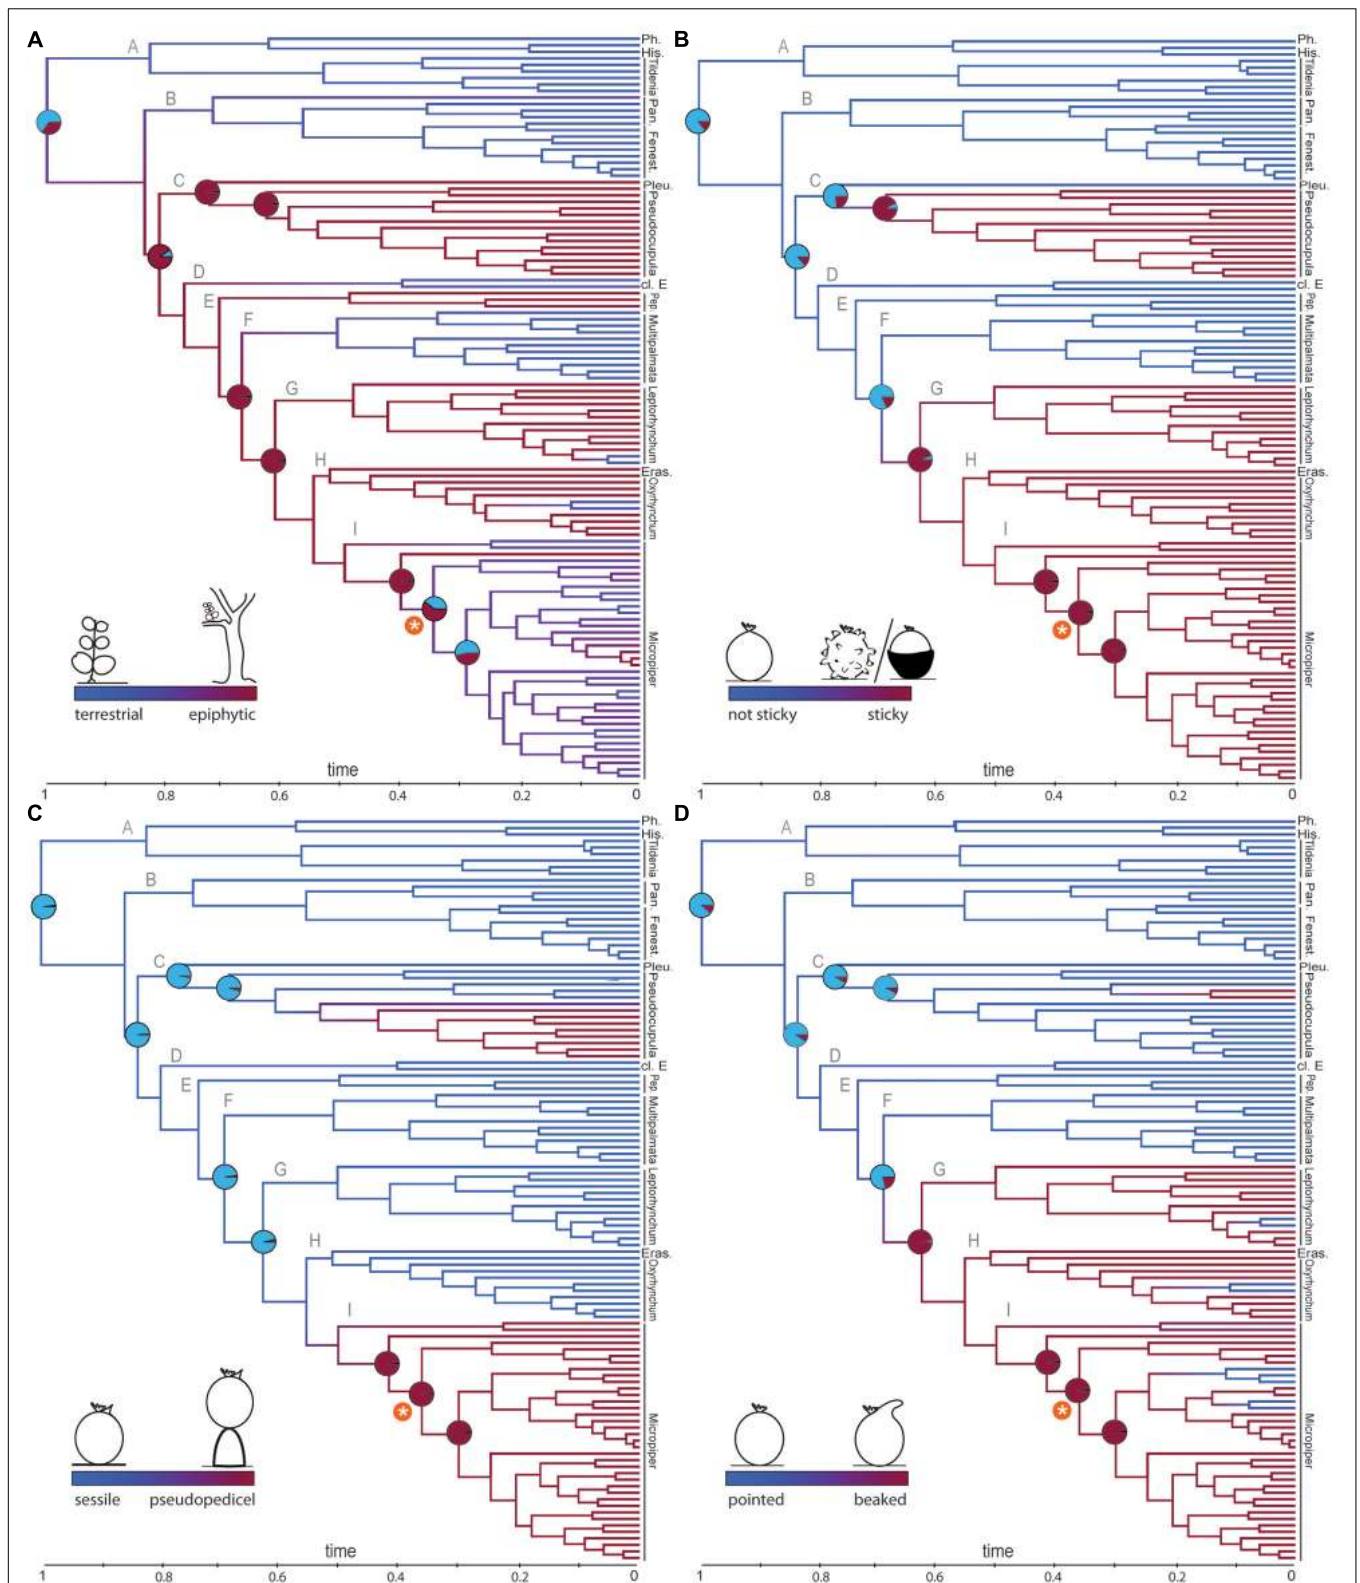 A
A
Ph.
His.
Tildenia
B
Pan.
Fenest.
C
Pleu.
Pseudocupula
D
cl. E
E
Pep.
F
Multipalmata
G
Leptorhynchum
H
Eras.
Oxyrhynchum
I
*
Micropiper
terrestrial epiphytic
time
1 0.8 0.6 0.4 0.2 0
B
A
Ph.
His.
Tildenia
B
Pan.
Fenest.
C
Pleu.
Pseudocupula
D
cl. E
E
Pep.
F
Multipalmata
G
Leptorhynchum
H
Eras.
Oxyrhynchum
I
*
Micropiper
not sticky sticky
time
1 0.8 0.6 0.4 0.2 0
C
A
Ph.
His.
Tildenia
B
Pan.
Fenest.
C
Pleu.
Pseudocupula
D
cl. E
E
Pep.
F
Multipalmata
G
Leptorhynchum
H
Eras.
Oxyrhynchum
I
*
Micropiper
sessile pseudopedicel
time
1 0.8 0.6 0.4 0.2 0
D
A
Ph.
His.
Tildenia
B
Pan.
Fenest.
C
Pleu.
Pseudocupula
D
cl. E
E
Pep.
F
Multipalmata
G
Leptorhynchum
H
Eras.
Oxyrhynchum
I
*
Micropiper
pointed beaked
time
1 0.8 0.6 0.4 0.2 0